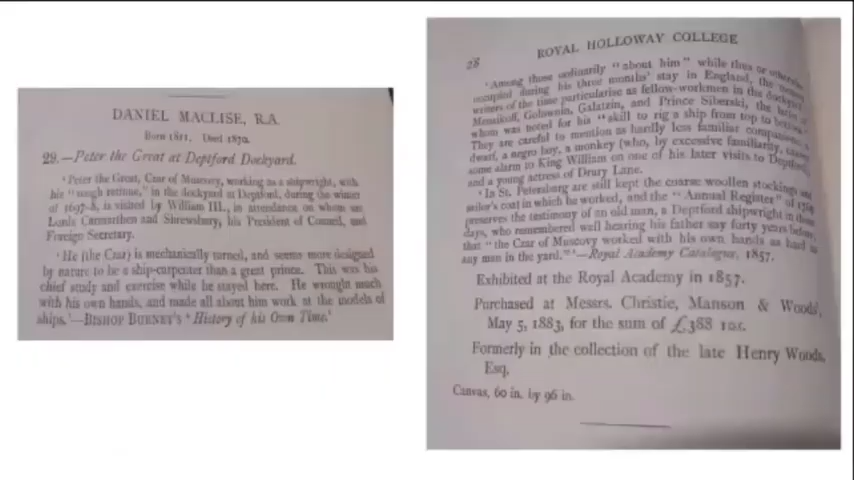 DANIEL MACLISE, R.A.
Born 1811. Died 1870.
29.—Peter the Great at Deptford Dockyard.
'Peter the Great, Czar of Muscovy, working as a shipwright, with
his "rough retinue," in the dockyard at Deptford, during the winter
of 1697-8, is visited by William III., in attendance on whom are
Lords Carmarthen and Shrewsbury, his President of Council, and
Foreign Secretary.
'He (the Czar) is mechanically turned, and seems more designed
by nature to be a ship-carpenter than a great prince. This was his
chief study and exercise while he stayed here. He wrought much
with his own hands, and made all about him work at the models of
ships.'—BISHOP BURNET'S 'History of his Own Time.'
28
ROYAL HOLLOWAY COLLEGE
'Among those ordinarily "about him" while thus or otherwise
occupied during his three months' stay in England, the
writers of the time particularise as fellow-workmen in the dockyard
Menzikoff, Golownin, Galatzin, and Prince Siberski, the latter of
whom was noted for his "skill to rig a ship from top to bottom."
They are careful to mention as hardly less familiar companions, a
dwarf, a negro boy, a monkey (who, by excessive familiarity,
some alarm to King William on one of his later visits to Deptford),
and a young actress of Drury Lane.
'In St. Petersburg are still kept the coarse woollen stockings and
sailor's coat in which he worked, and the "Annual Register" of
preserves the testimony of an old man, a Deptford shipwright in those
days, who remembered well hearing his father say forty years before,
that "the Czar of Muscovy worked with his own hands as hard as
any man in the yard."'—Royal Academy Catalogue, 1857.
Exhibited at the Royal Academy in 1857.
Purchased at Messrs. Christie, Manson & Woods',
May 5, 1883, for the sum of £388 10s.
Formerly in the collection of the late Henry Woods,
Esq.
Canvas, 60 in. by 96 in.